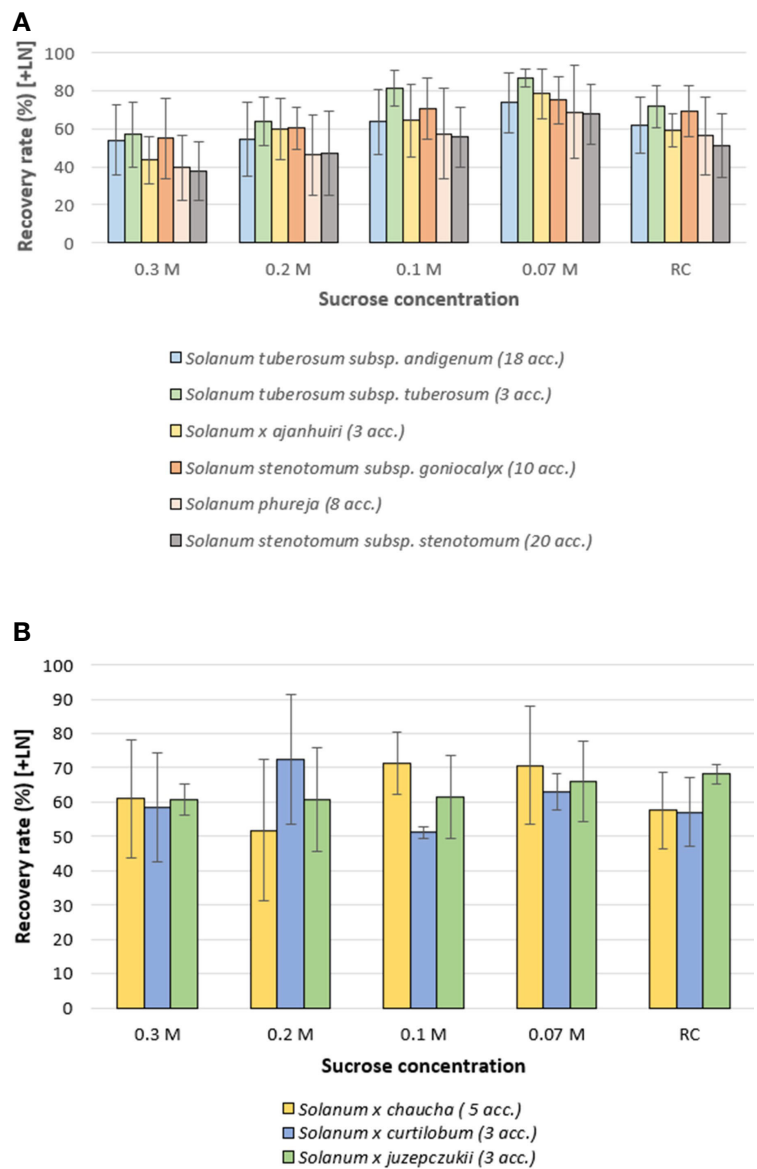 A
Recovery rate (%) [+LN]
100
80
60
40
20
0
0.3 M 0.2 M 0.1 M 0.07 M RC
Sucrose concentration
Solanum tuberosum subsp. andigenum (18 acc.)
Solanum tuberosum subsp. tuberosum (3 acc.)
Solanum x ajanhuiri (3 acc.)
Solanum stenotomum subsp. goniocalyx (10 acc.)
Solanum phureja (8 acc.)
Solanum stenotomum subsp. stenotomum (20 acc.)
B
Recovery rate (%) [+LN]
100
90
80
70
60
50
40
30
20
10
0
0.3 M 0.2 M 0.1 M 0.07 M RC
Sucrose concentration
Solanum x chaucha ( 5 acc.)
Solanum x curtilobum (3 acc.)
Solanum x juzepczukii (3 acc.)